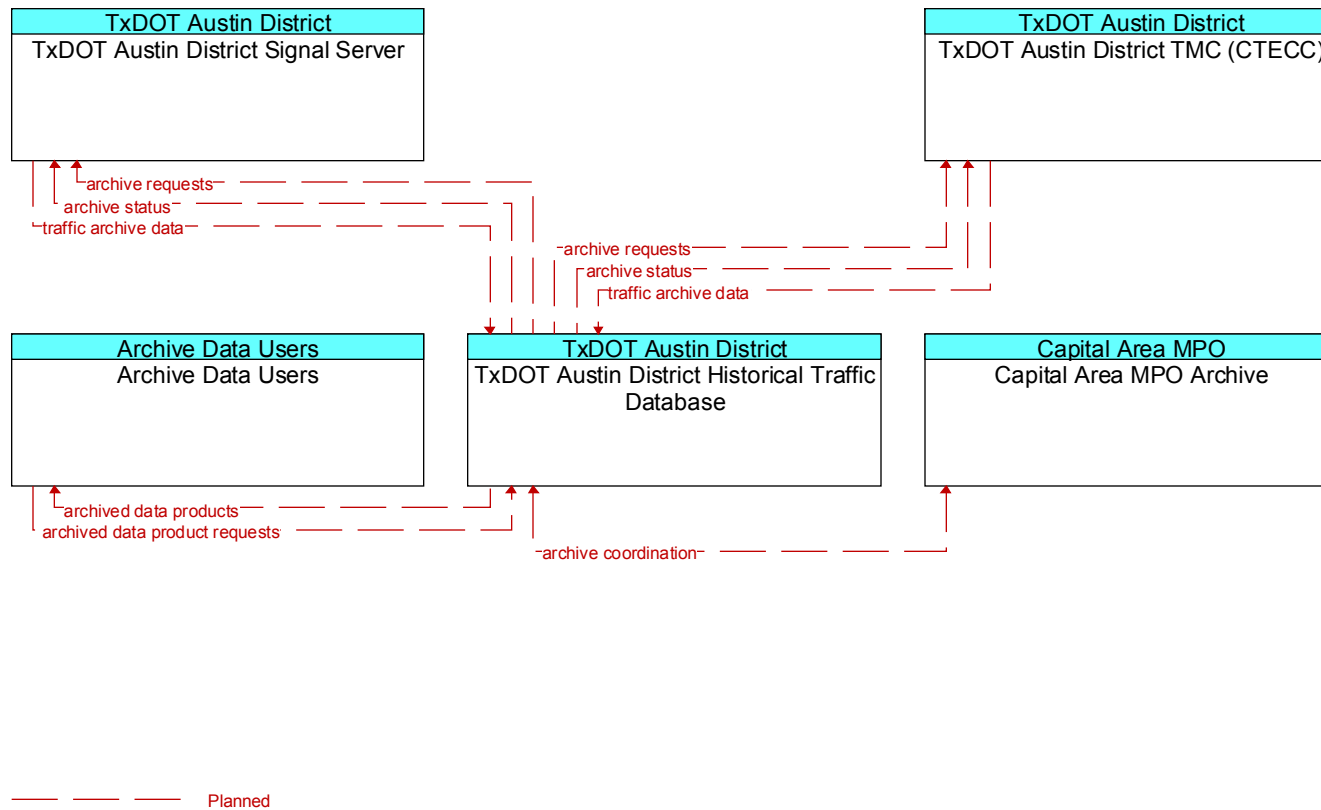 TxDOT Austin District
TxDOT Austin District Signal Server
TxDOT Austin District
TxDOT Austin District TMC (CTECC)
archive requests
archive status
traffic archive data
archive requests
archive status
traffic archive data
Archive Data Users
Archive Data Users
TxDOT Austin District
TxDOT Austin District Historical Traffic
Database
Capital Area MPO
Capital Area MPO Archive
archived data products
archived data product requests
archive coordination
Planned